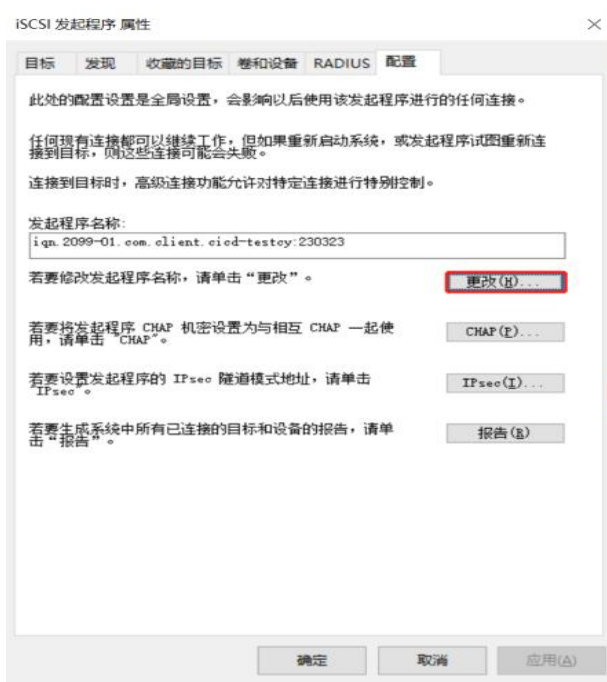 iSCSI 发起程序 属性
目标 发现 收藏的目标 卷和设备 RADIUS 配置
此处的配置设置是全局设置，会影响以后使用该发起程序进行的任何连接。
任何现有连接都可以继续工作，但如果重新启动系统，或发起程序试图重新连
接到目标，则这些连接可能会失败。
连接到目标时，高级连接功能允许对特定连接进行特别控制。
发起程序名称:
iqn.2099-01.com.client.cicd-testcy:230323
若要修改发起程序名称，请单击“更改”。
更改(H)...
若要将发起程序 CHAP 机密设置为与相互 CHAP 一起使
用，请单击 "CHAP"。
CHAP(P)...
若要设置发起程序的 IPsec 隧道模式地址，请单击
"IPsec"。
IPsec(I)...
若要生成系统中所有已连接的目标和设备的报告，请单
击“报告”。
报告(R)
确定 取消 应用(A)